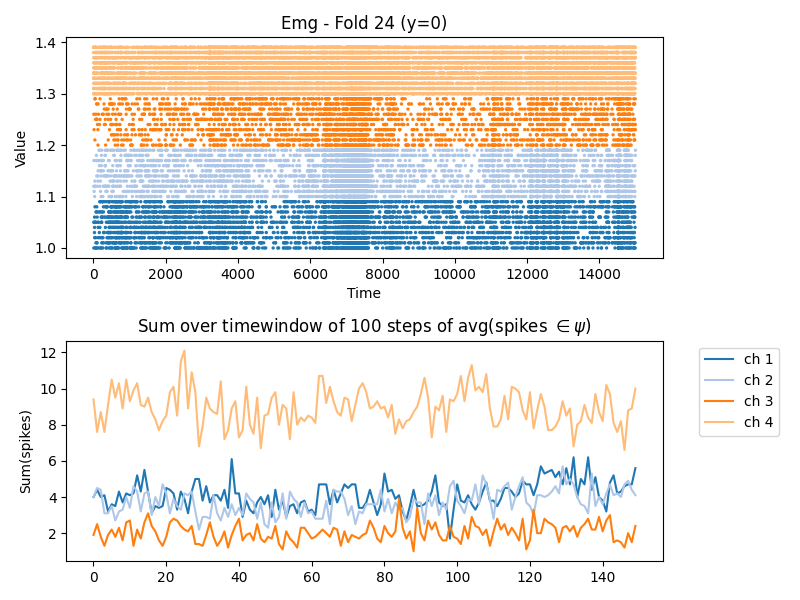 Emg - Fold 24 (y=0)
1.4
1.3
1.2
1.1
1.0
Value
0 2000 4000 6000 8000 10000 12000 14000
Time
Sum over timewindow of 100 steps of avg(spikes ∈ ψ)
12
10
8
6
4
2
Sum(spikes)
0 20 40 60 80 100 120 140
ch 1
ch 2
ch 3
ch 4